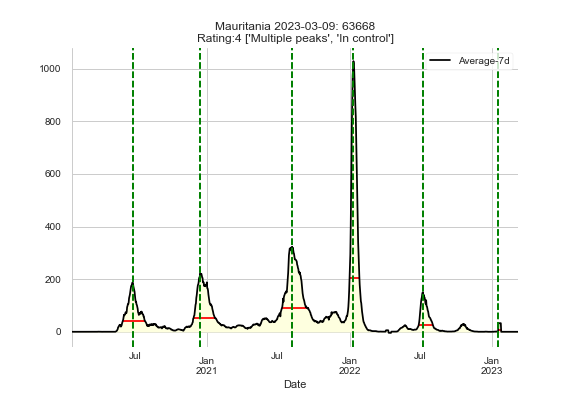 Mauritania 2023-03-09: 63668
Rating:4 ['Multiple peaks', 'In control']
Average-7d
1000
800
600
400
200
0
Jul
Jan
2021
Jul
Jan
2022
Jul
Jan
2023
Date